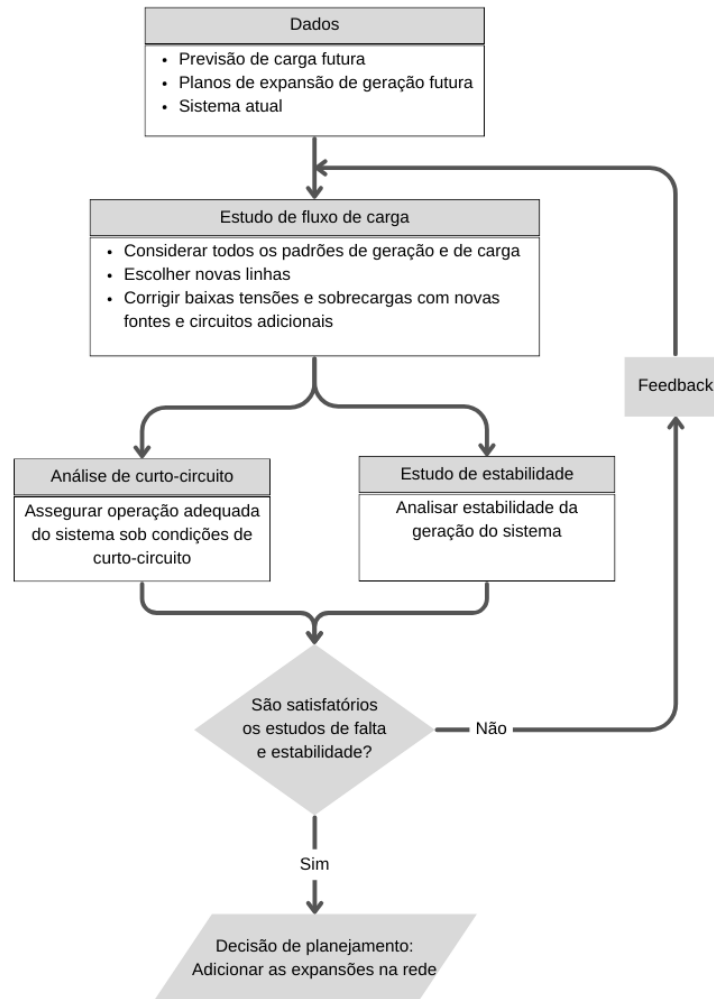 Dados
• Previsão de carga futura
• Planos de expansão de geração futura
• Sistema atual
Estudo de fluxo de carga
• Considerar todos os padrões de geração e de carga
• Escolher novas linhas
• Corrigir baixas tensões e sobrecargas com novas
fontes e circuitos adicionais
Feedback
Análise de curto-circuito
Assegurar operação adequada
do sistema sob condições de
curto-circuito
Estudo de estabilidade
Analisar estabilidade da
geração do sistema
São satisfatórios
os estudos de falta
e estabilidade?
Não
Sim
Decisão de planejamento:
Adicionar as expansões na rede